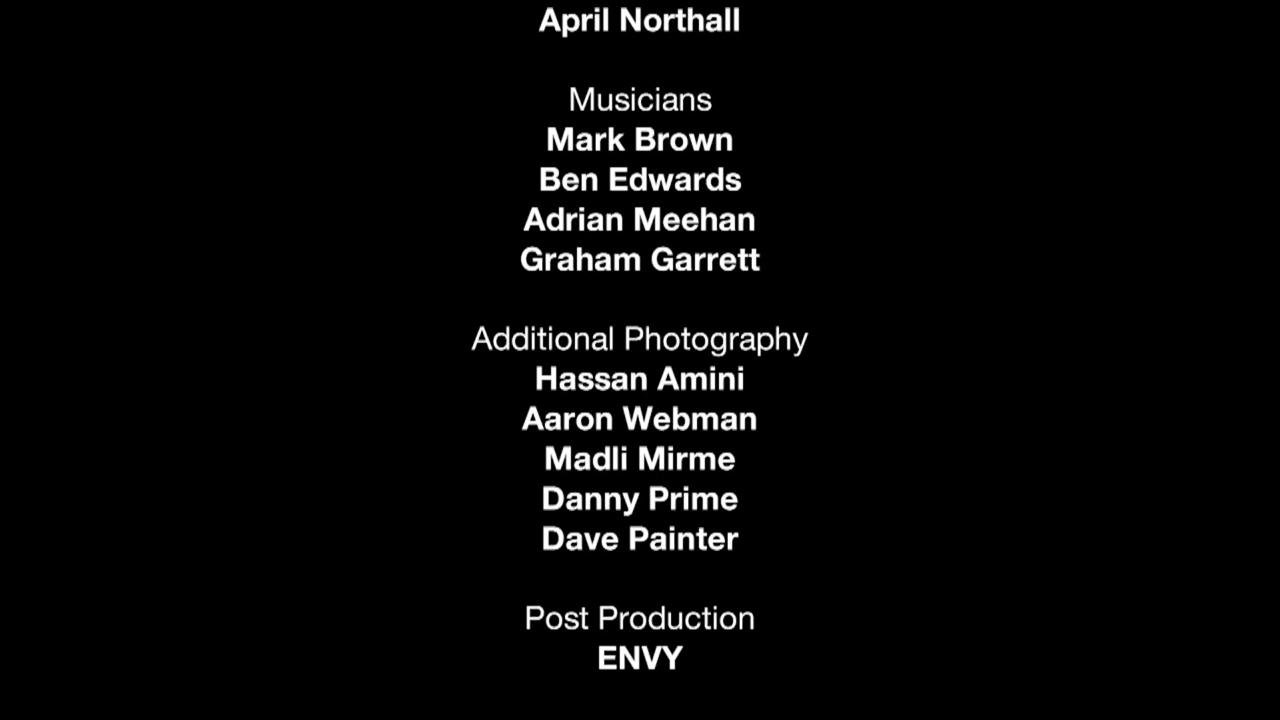 April Northall
Musicians
Mark Brown
Ben Edwards
Adrian Meehan
Graham Garrett
Additional Photography
Hassan Amini
Aaron Webman
Madli Mirme
Danny Prime
Dave Painter
Post Production
ENVY